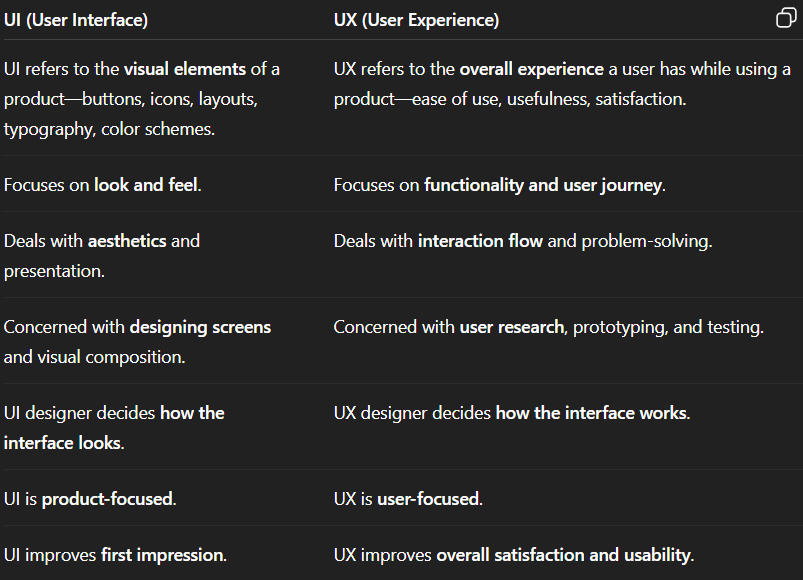 UI (User Interface)
UX (User Experience)
UI refers to the visual elements of a
product—buttons, icons, layouts,
typography, color schemes.
UX refers to the overall experience a user has while using a
product—ease of use, usefulness, satisfaction.
Focuses on look and feel.
Focuses on functionality and user journey.
Deals with aesthetics and
presentation.
Deals with interaction flow and problem-solving.
Concerned with designing screens
and visual composition.
Concerned with user research, prototyping, and testing.
UI designer decides how the
interface looks.
UX designer decides how the interface works.
UI is product-focused.
UX is user-focused.
UI improves first impression.
UX improves overall satisfaction and usability.